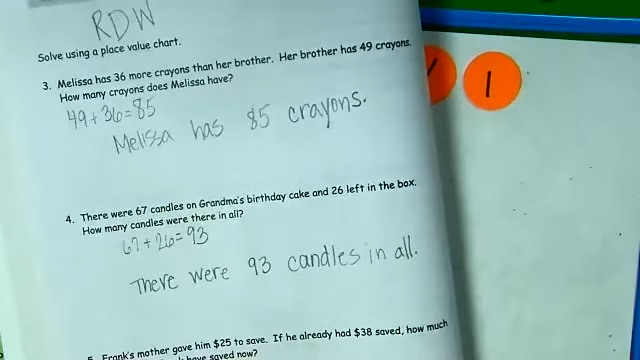 RDW
Solve using a place value chart.
3. Melissa has 36 more crayons than her brother. Her brother has 49 crayons.
How many crayons does Melissa have?
49 + 36 = 85
Melissa has 85 crayons.
4. There were 67 candles on Grandma's birthday cake and 26 left in the box.
How many candles were there in all?
67 + 26 = 93
There were 93 candles in all.
5. Frank's mother gave him $25 to save. If he already had $38 saved, how much
have saved now?
1